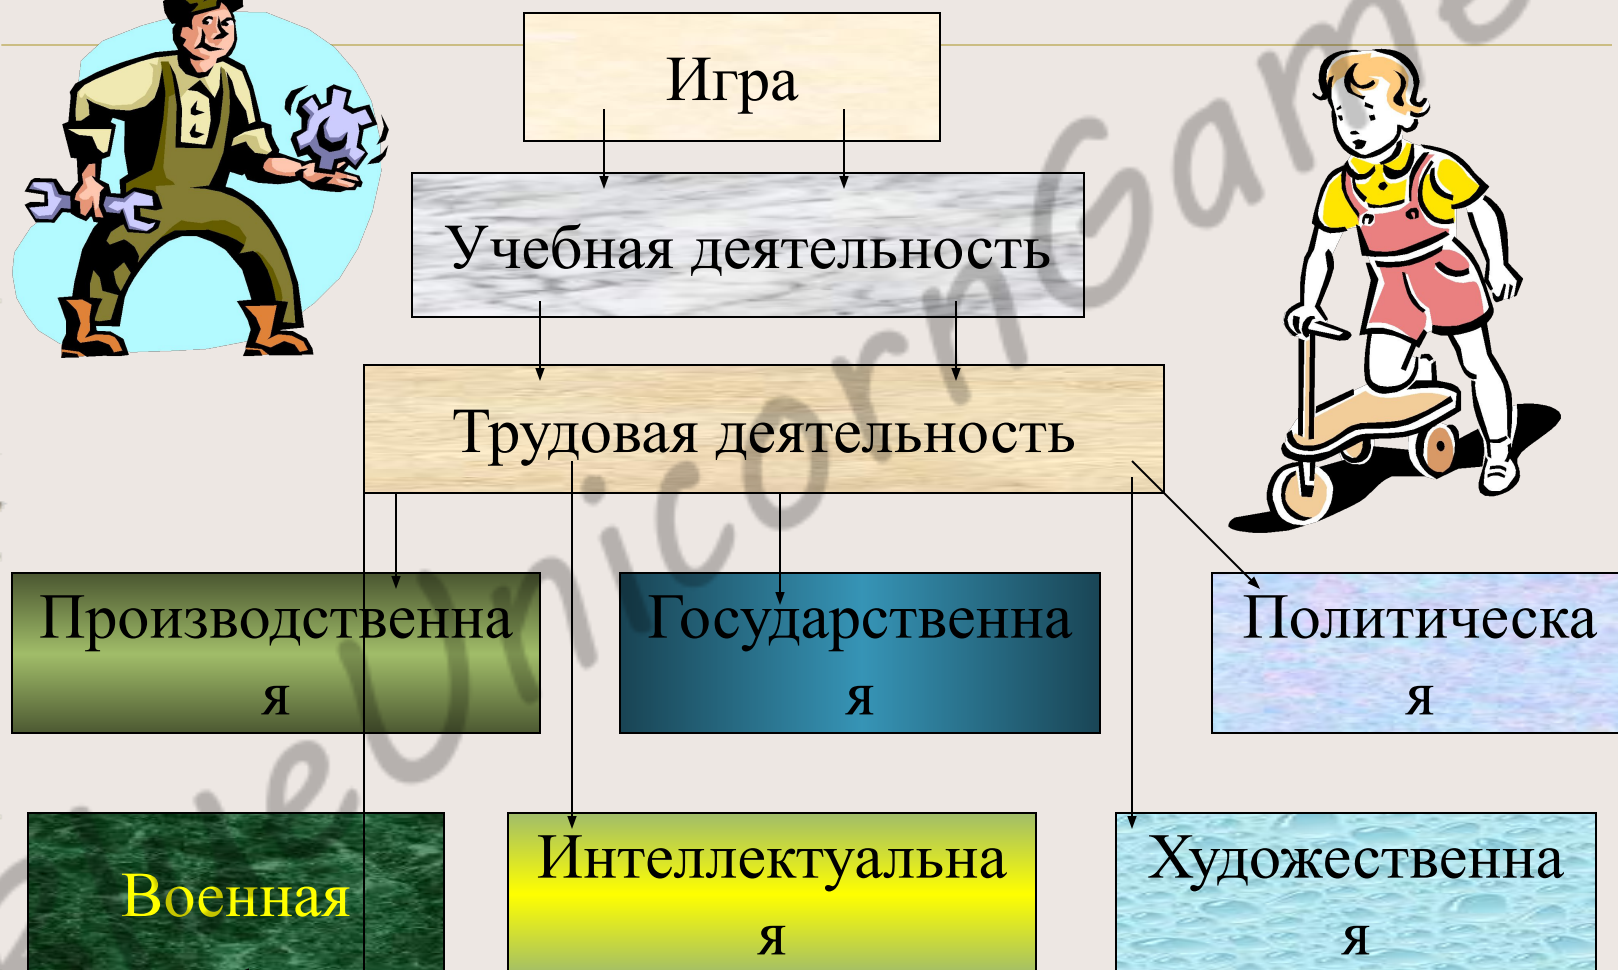 Игра
Учебная деятельность
Трудовая деятельность
Производственна
я
Государственна
я
Политическа
я
Военная
Интеллектуальна
я
Художественна
я